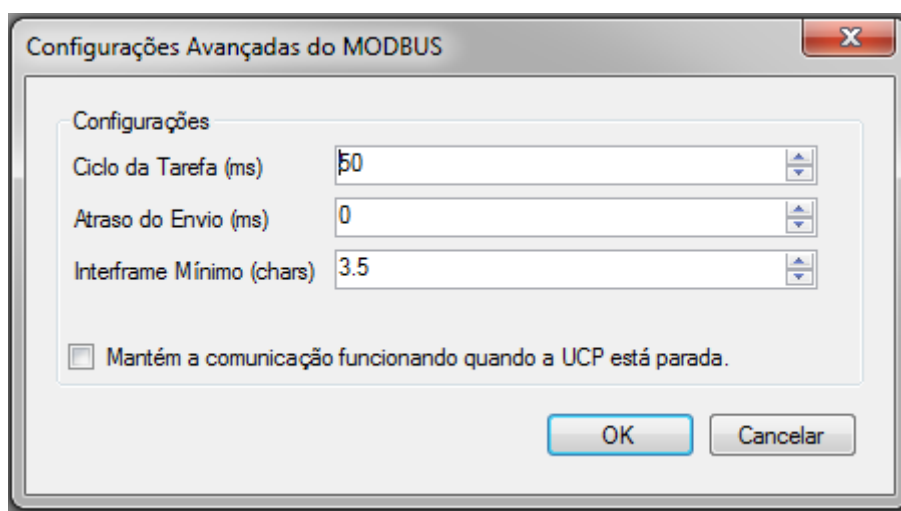 Configurações Avançadas do MODBUS
Configurações
Ciclo da Tarefa (ms) 50
Atraso do Envio (ms) 0
Interframe Mínimo (chars) 3.5
Mantém a comunicação funcionando quando a UCP está parada.
OK Cancelar